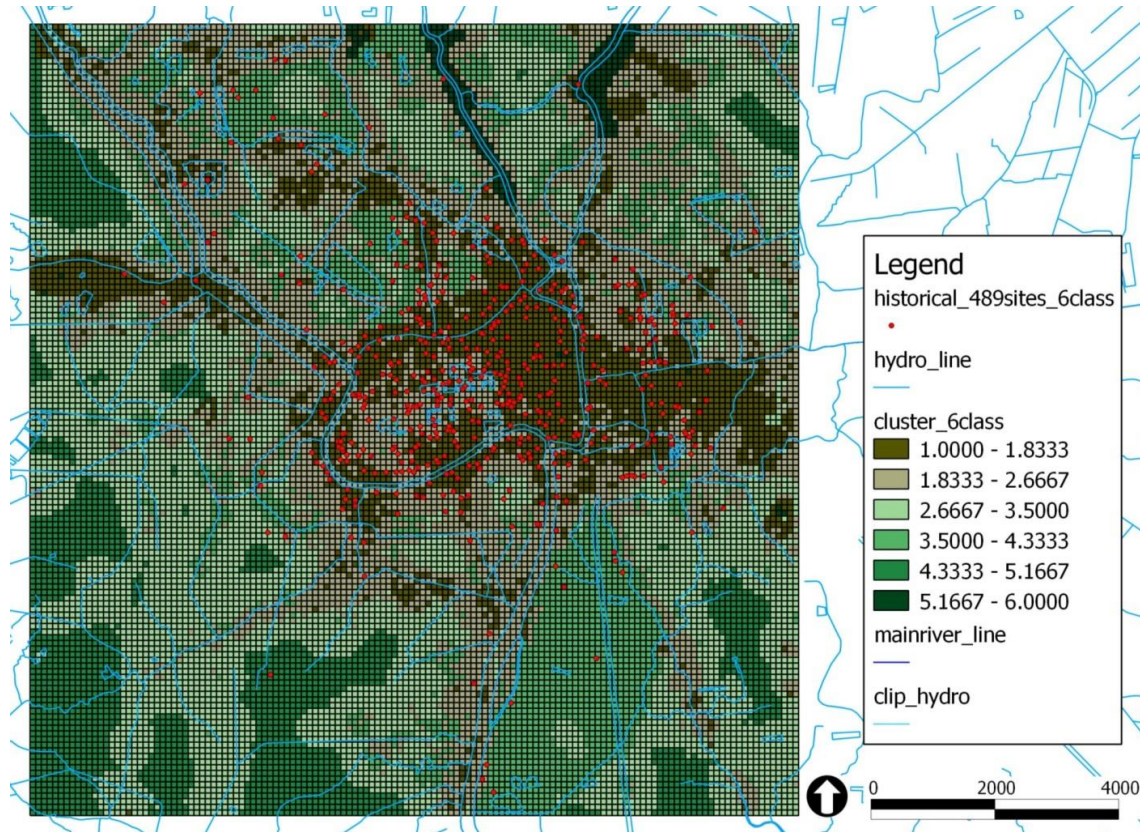 Legend
historical_489sites_6class
hydro_line
cluster_6class
1.0000 - 1.8333
1.8333 - 2.6667
2.6667 - 3.5000
3.5000 - 4.3333
4.3333 - 5.1667
5.1667 - 6.0000
mainriver_line
clip_hydro
0 2000 4000